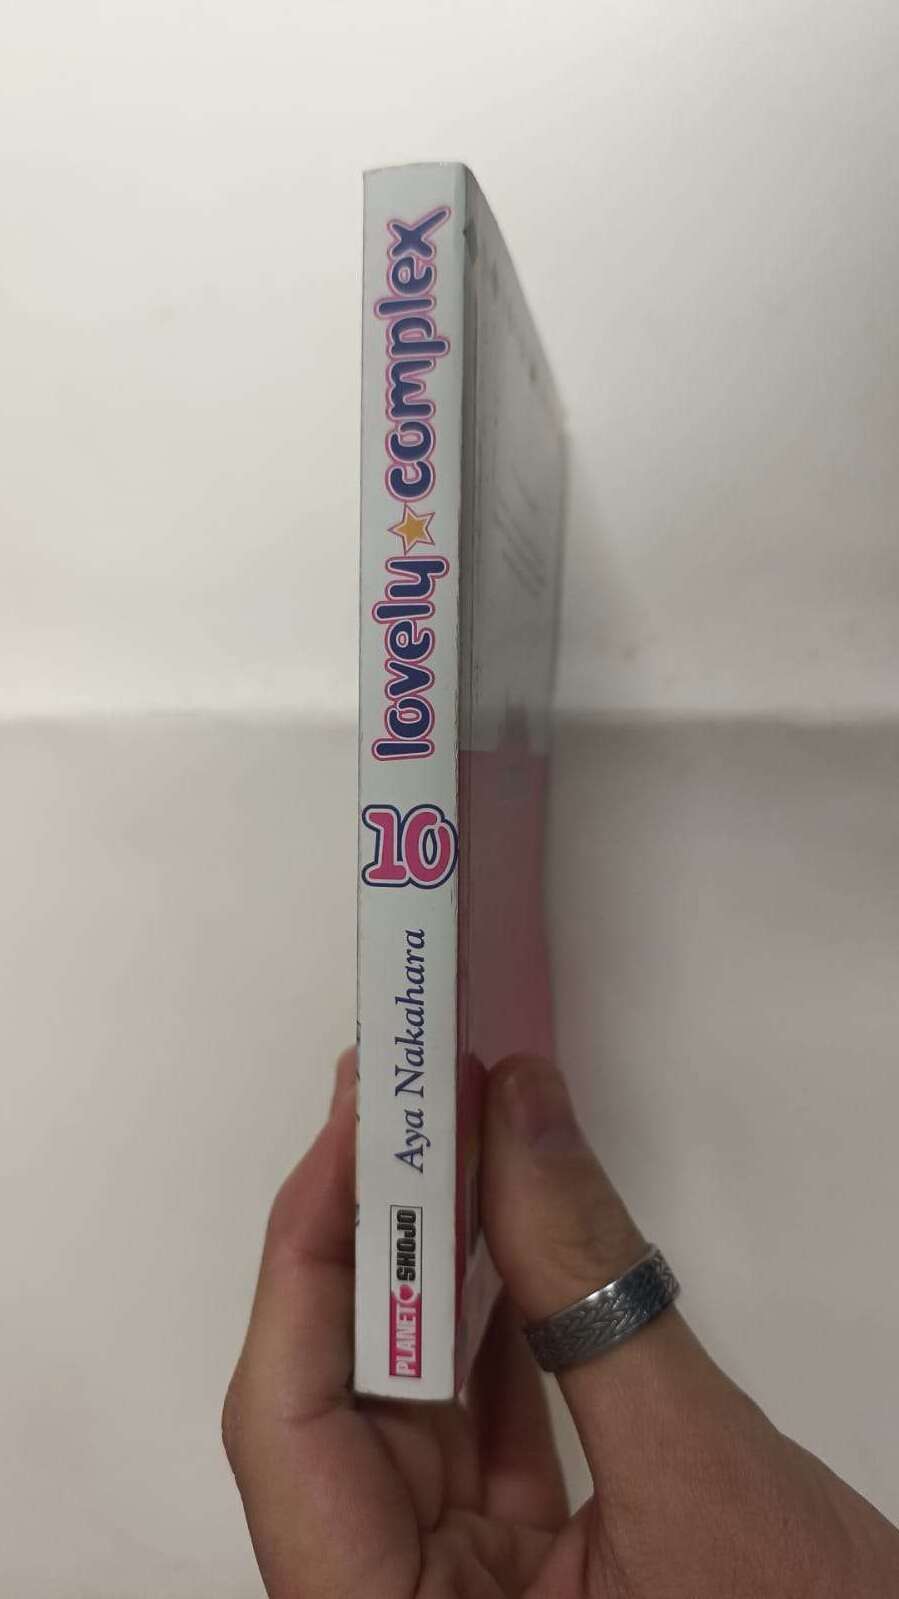 lovely★complex
10
Aya Nakahara
PLANET SHOJO